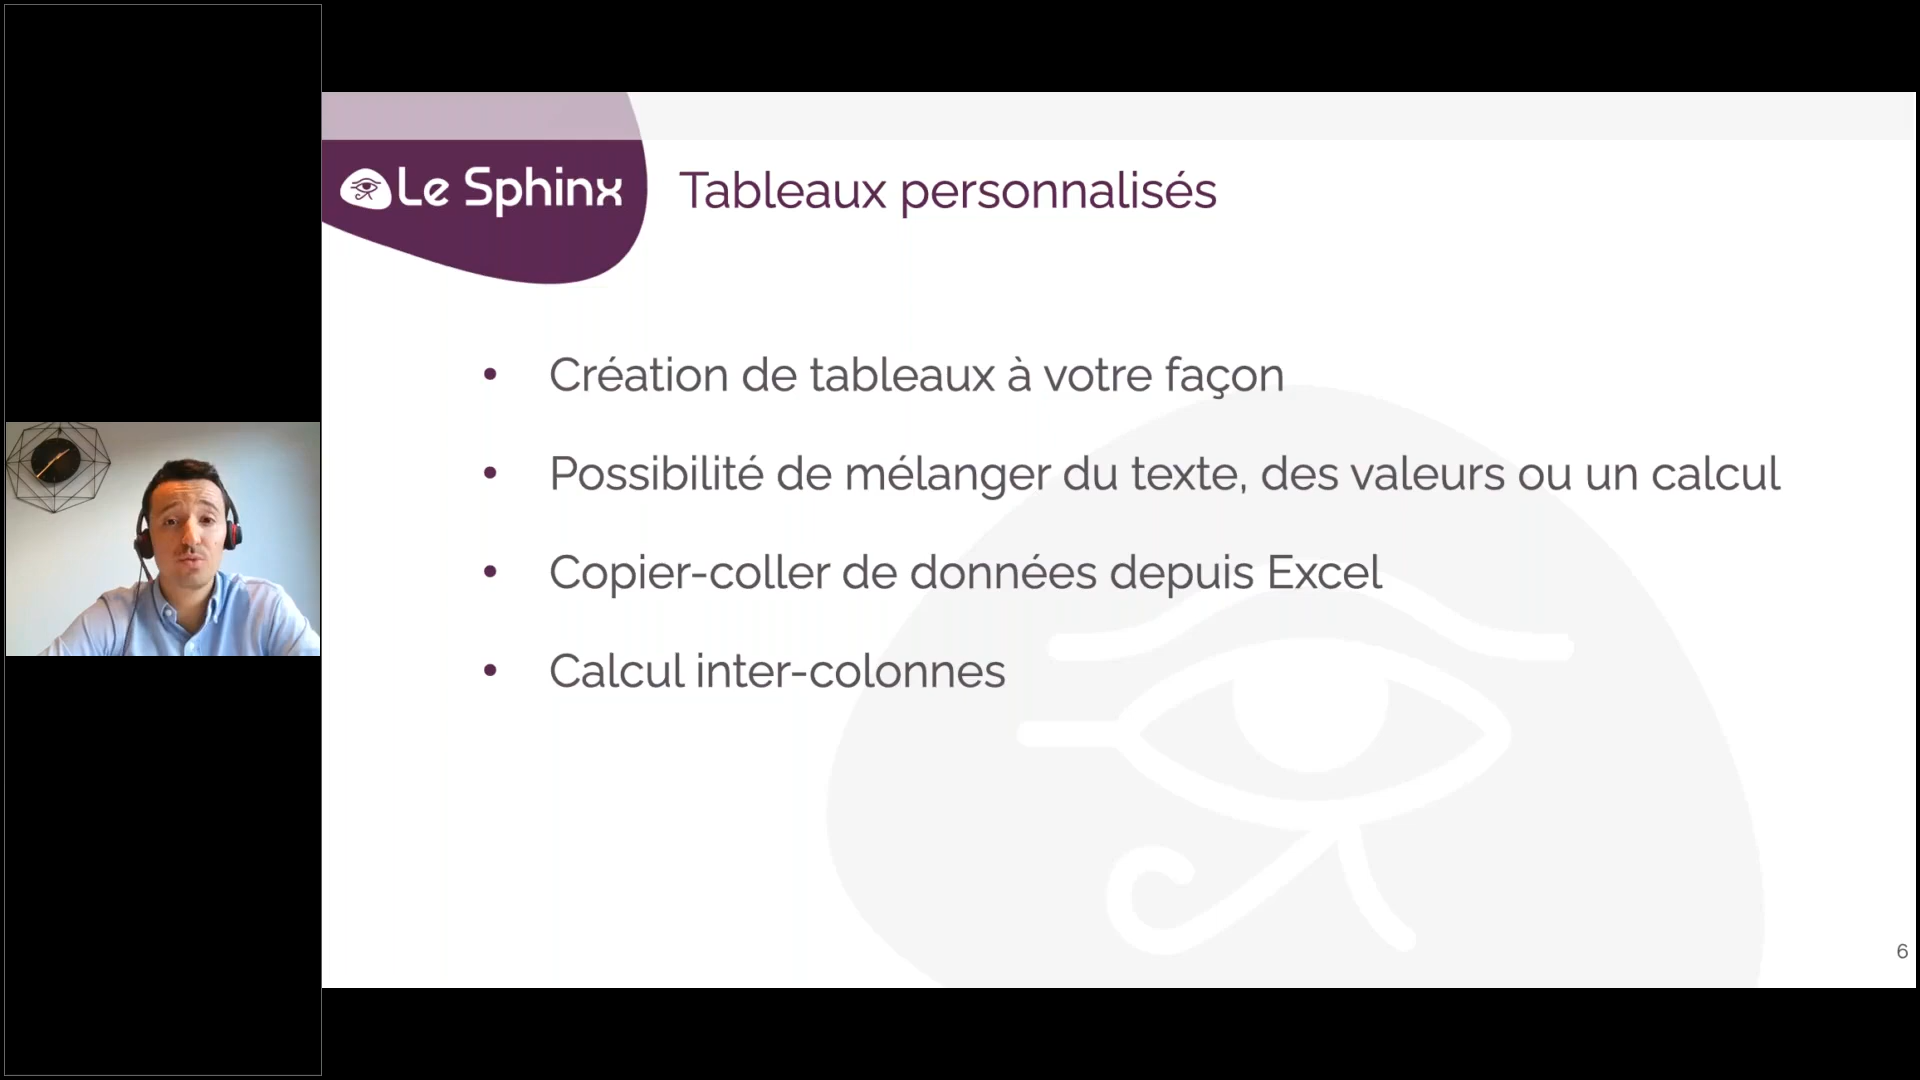 Le Sphinx
Tableaux personnalisés
• Création de tableaux à votre façon
• Possibilité de mélanger du texte, des valeurs ou un calcul
• Copier-coller de données depuis Excel
• Calcul inter-colonnes
6